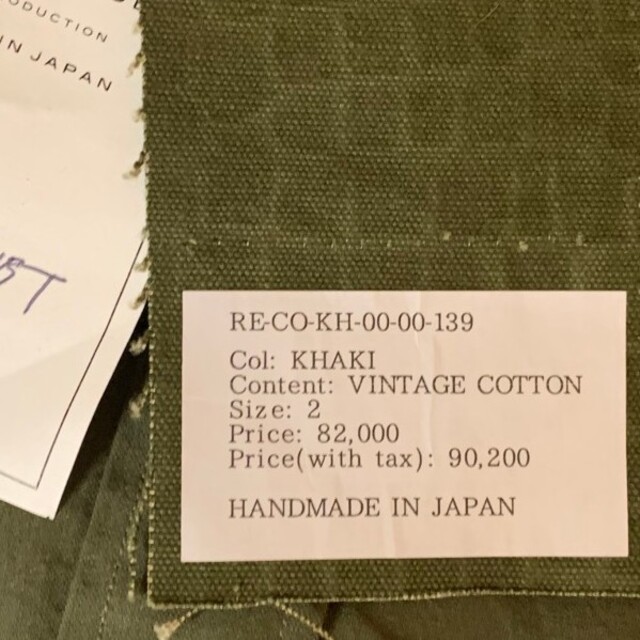 ODUCTION
IN JAPAN
RE-CO-KH-00-00-139
Col: KHAKI
Content: VINTAGE COTTON
Size: 2
Price: 82,000
Price(with tax): 90,200
HANDMADE IN JAPAN